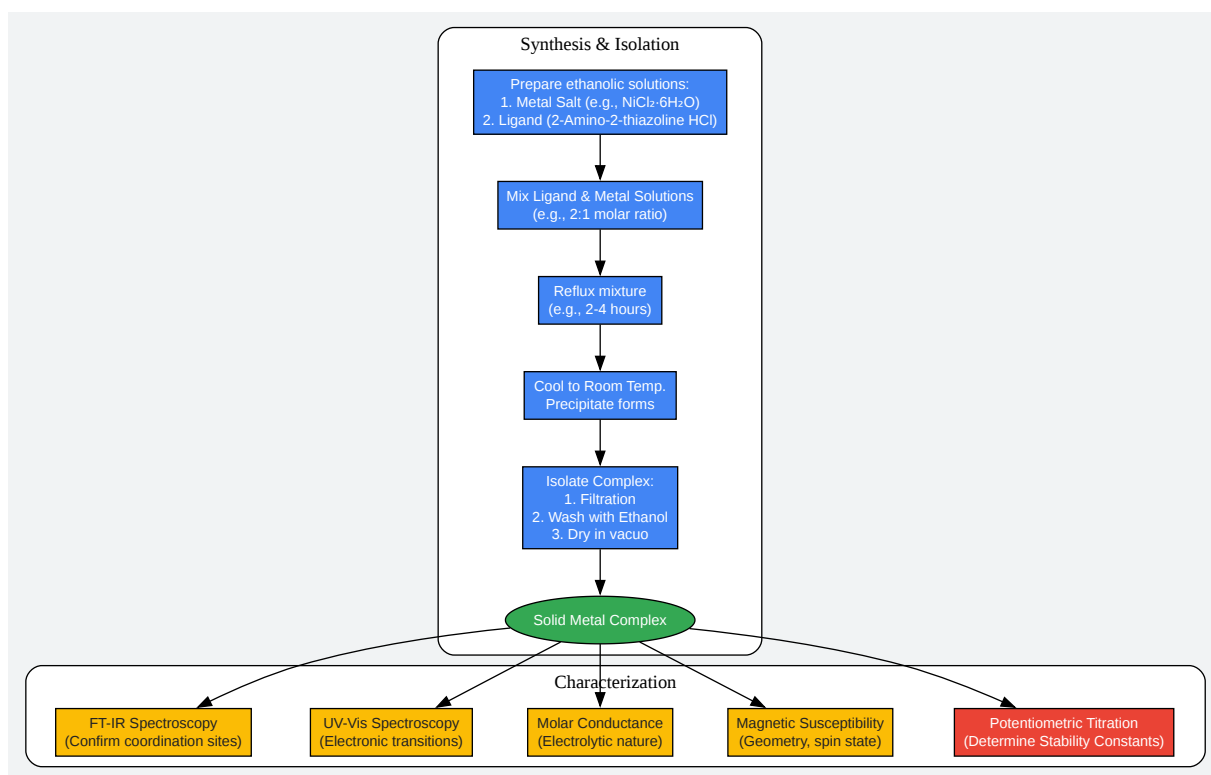 Synthesis & Isolation
Prepare ethanolic solutions:
1. Metal Salt (e.g., NiCl₂·6H₂O)
2. Ligand (2-Amino-2-thiazoline HCl)
Mix Ligand & Metal Solutions
(e.g., 2:1 molar ratio)
Reflux mixture
(e.g., 2-4 hours)
Cool to Room Temp.
Precipitate forms
Isolate Complex:
1. Filtration
2. Wash with Ethanol
3. Dry in vacuo
Solid Metal Complex
Characterization
FT-IR Spectroscopy
(Confirm coordination sites)
UV-Vis Spectroscopy
(Electronic transitions)
Molar Conductance
(Electrolytic nature)
Magnetic Susceptibility
(Geometry, spin state)
Potentiometric Titration
(Determine Stability Constants)